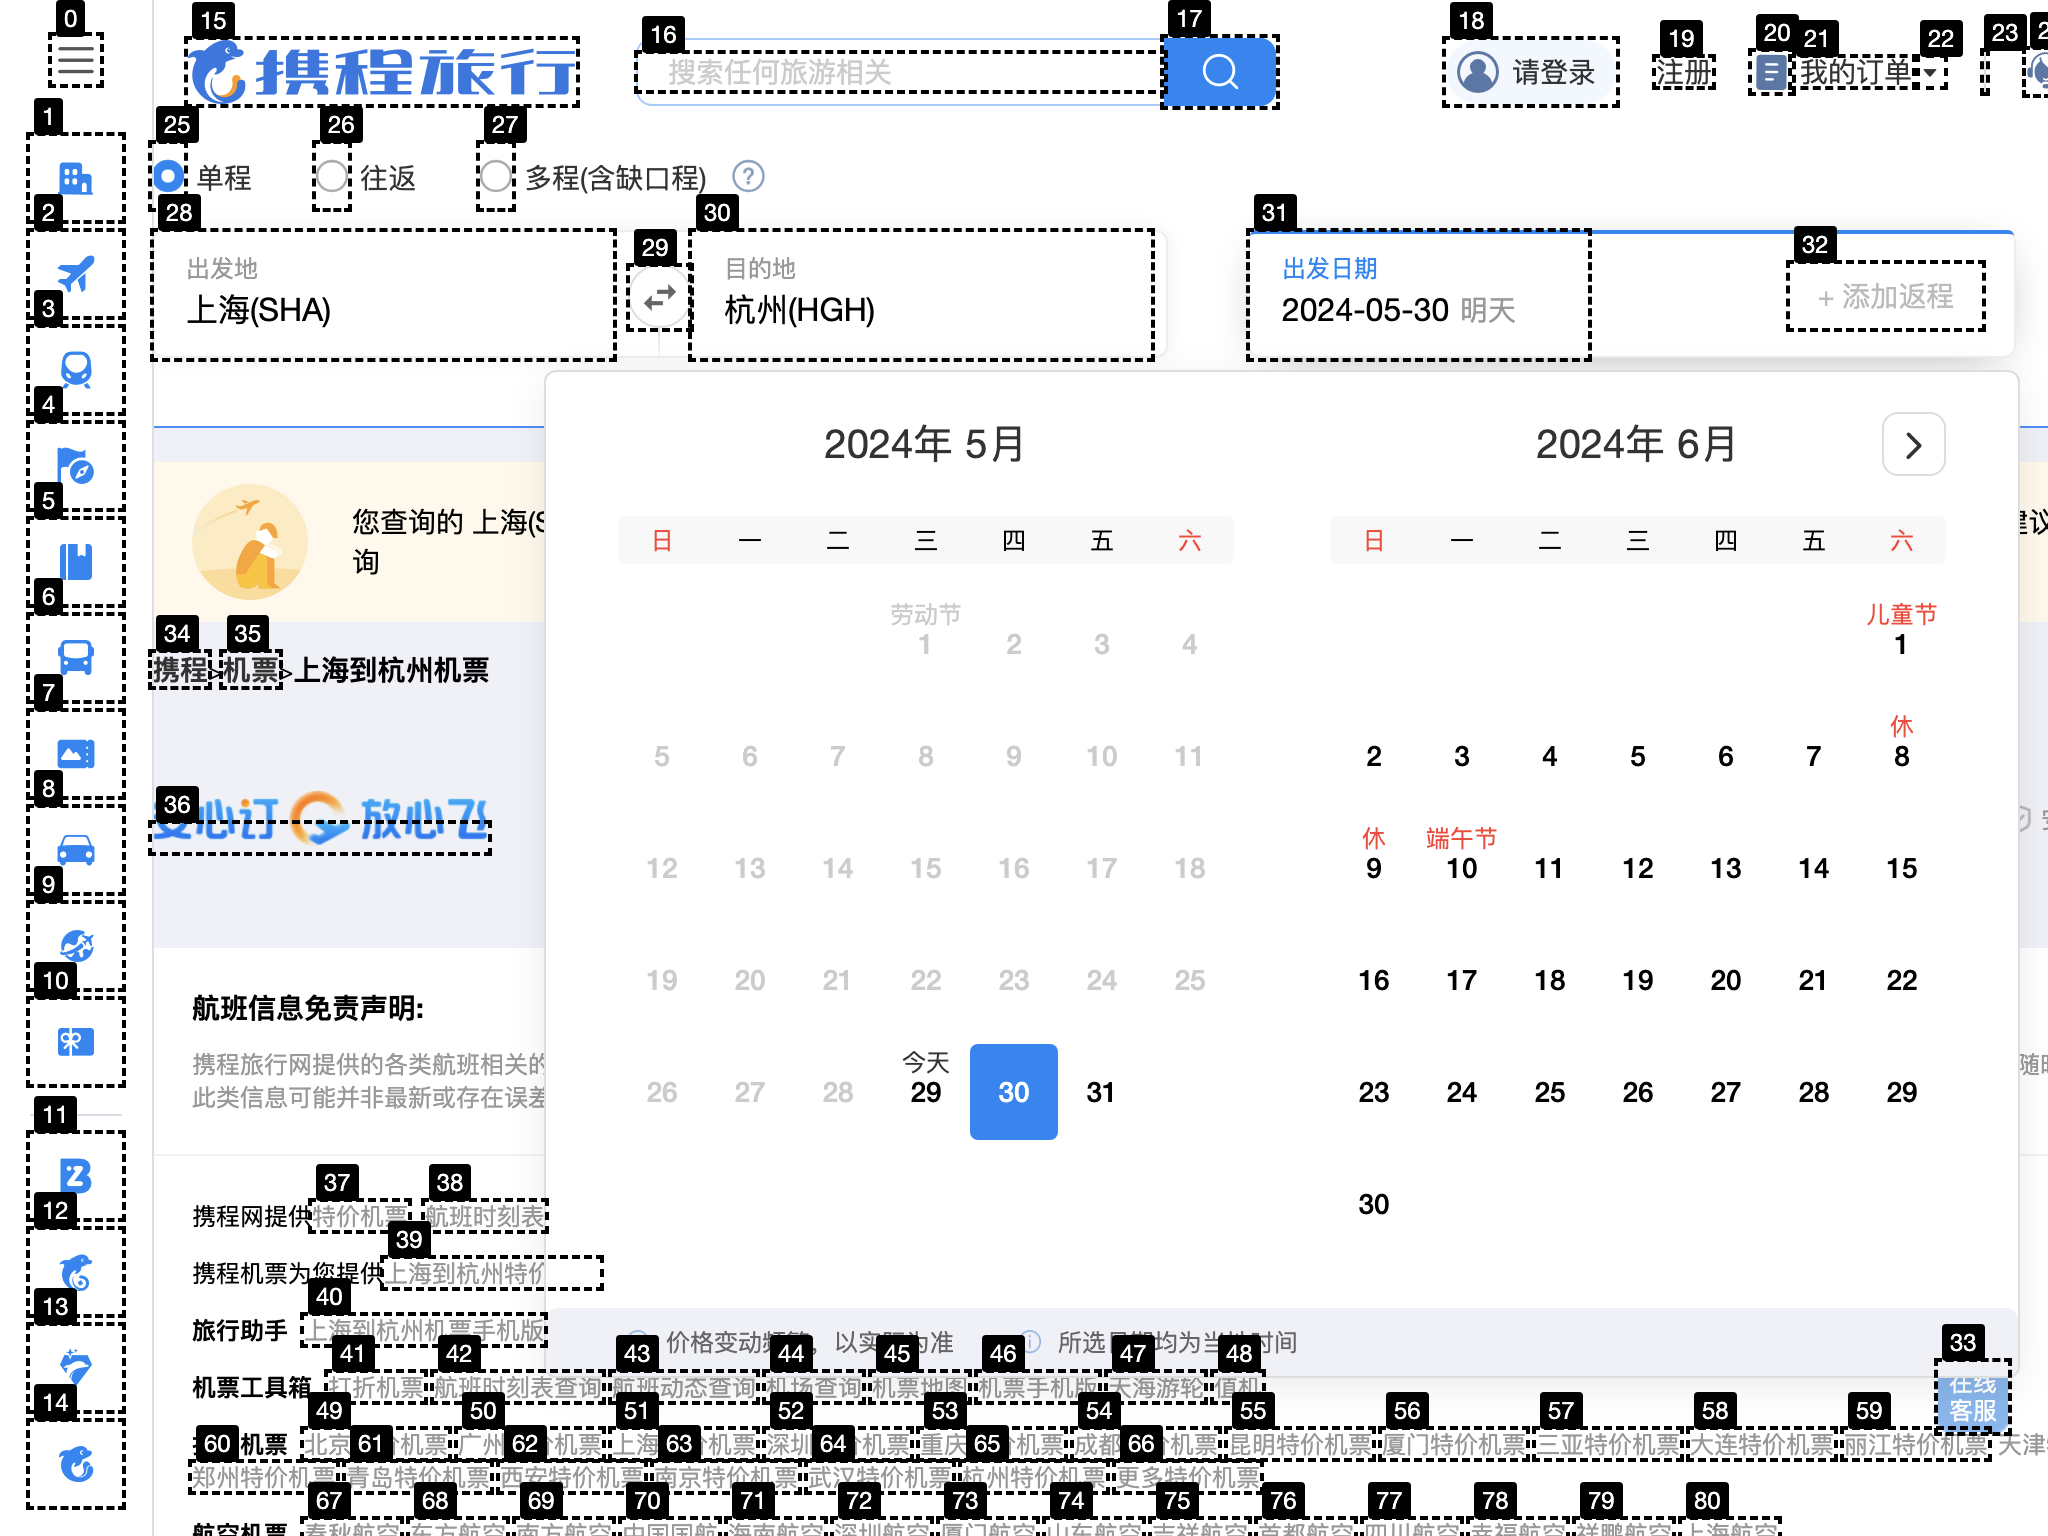 0 15 16 17 18 19 20 21 22 23
携程旅行
搜索任何旅游相关
请登录
注册
我的订单
1 25 26 27
单程 往返 多程(含缺口程) ?
2 28 29 30 31 32
出发地
上海(SHA)
目的地
杭州(HGH)
出发日期
2024-05-30 明天
+ 添加返程
3
4
5
6
7
8
9
10
11
12
13
14
2024年 5月
日 一 二 三 四 五 六
劳动节
1 2 3 4
5 6 7 8 9 10 11
12 13 14 15 16 17 18
19 20 21 22 23 24 25
今天
26 27 28 29 30 31
2024年 6月
日 一 二 三 四 五 六
儿童节
1
休
2 3 4 5 6 7 8
休 端午节
9 10 11 12 13 14 15
16 17 18 19 20 21 22
23 24 25 26 27 28 29
30
您查询的 上海(S
询
34 35
携程>机票>上海到杭州机票
36
心订 放心飞
航班信息免责声明:
携程旅行网提供的各类航班相关的
此类信息可能并非最新或存在误差
随时
37 38
携程网提供特价机票 航班时刻表
39
携程机票为您提供上海到杭州特价
40
旅行助手 上海到杭州机票手机版
价格变动频繁，以实际为准
所选日期均为当地时间
33
在线
客服
41 42 43 44 45 46 47 48
机票工具箱 打折机票 航班时刻表查询 航班动态查询 机场查询 机票地图 机票手机版 天海游轮 值机
49 50 51 52 53 54 55 56 57 58 59
机票 北京 价机票 广州 价机票 上海 价机票 深圳 价机票 重庆 价机票 成都 价机票 昆明特价机票 厦门特价机票 三亚特价机票 大连特价机票 丽江特价机票 天津特
60 61 62 63 64 65 66
郑州特价机票 青岛特价机票 西安特价机票 南京特价机票 武汉特价机票 杭州特价机票 更多特价机票
67 68 69 70 71 72 73 74 75 76 77 78 79 80
航空机票 春秋航空 东方航空 南方航空 中国国航 海南航空 深圳航空 厦门航空 山东航空 吉祥航空 首都航空 四川航空 幸福航空 祥鹏航空 上海航空